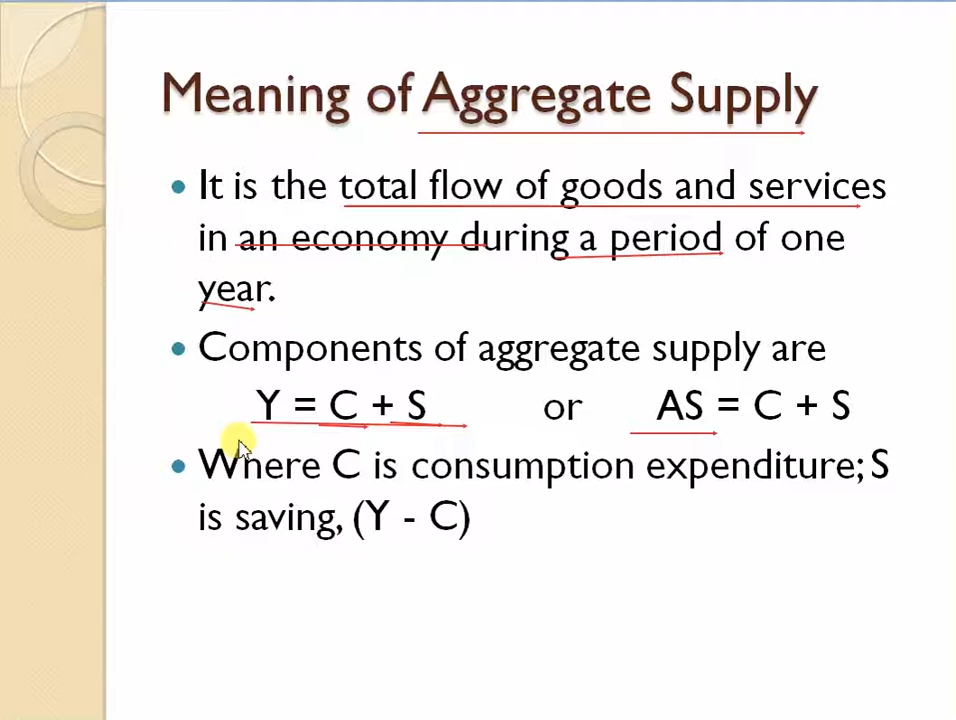 Meaning of Aggregate Supply
• It is the total flow of goods and services
in an economy during a period of one
year.
• Components of aggregate supply are
Y = C + S or AS = C + S
• Where C is consumption expenditure; S
is saving, (Y - C)